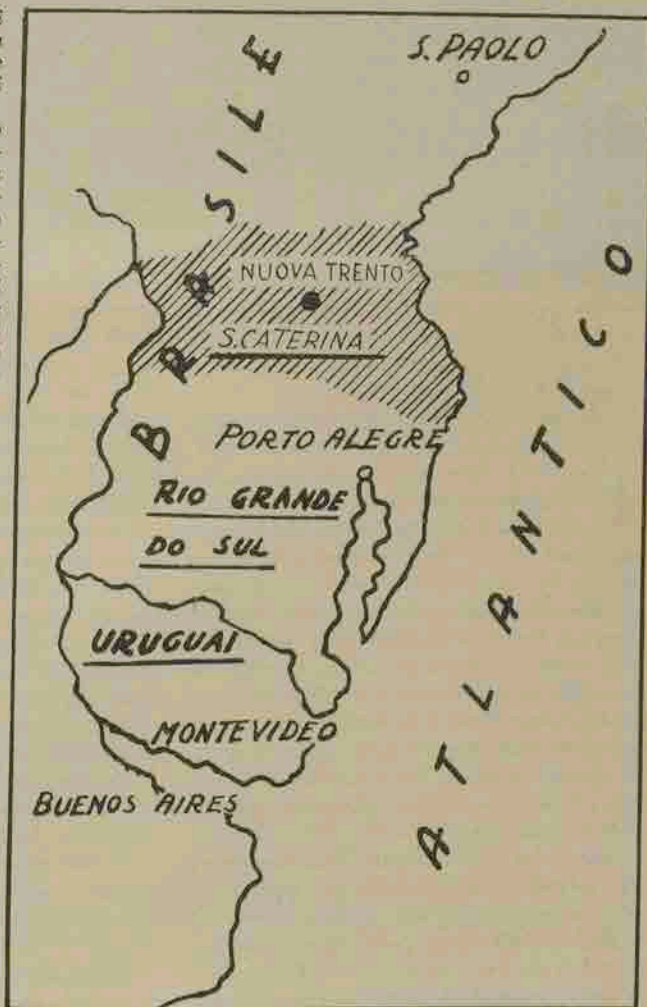 S. PAOLO
BRASILE
NUOVA TRENTO
S. CATERINA
PORTO ALEGRE
RIO GRANDE
DO SUL
URUGUAI
MONTEVIDEO
BUENOS AIRES
ATLANTICO